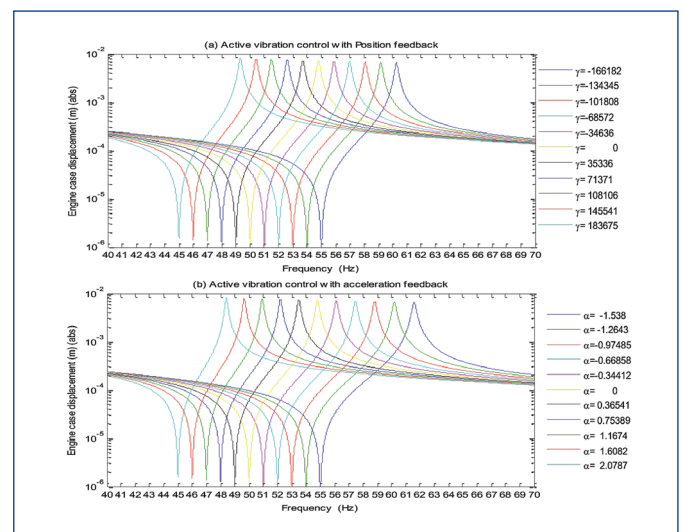 (a) Active vibration control with Position feedback
Engine case displacement (m) (abs)
10-2
10-3
10-4
10-5
10-6
40 41 42 43 44 45 46 47 48 49 50 51 52 53 54 55 56 57 58 59 60 61 62 63 64 65 66 67 68 69 70
Frequency (Hz)
γ= -166182
γ=-134345
γ=-101808
γ=-68572
γ=-34636
γ= 0
γ= 35336
γ= 71371
γ= 108106
γ= 145541
γ= 183675
(b) Active vibration control with acceleration feedback
Engine case displacement (m) (abs)
10-2
10-3
10-4
10-5
10-6
40 41 42 43 44 45 46 47 48 49 50 51 52 53 54 55 56 57 58 59 60 61 62 63 64 65 66 67 68 69 70
Frequency (Hz)
α= -1.538
α= -1.2643
α=-0.97485
α=-0.66858
α=-0.34412
α= 0
α= 0.36541
α= 0.75389
α= 1.1674
α= 1.6082
α= 2.0787